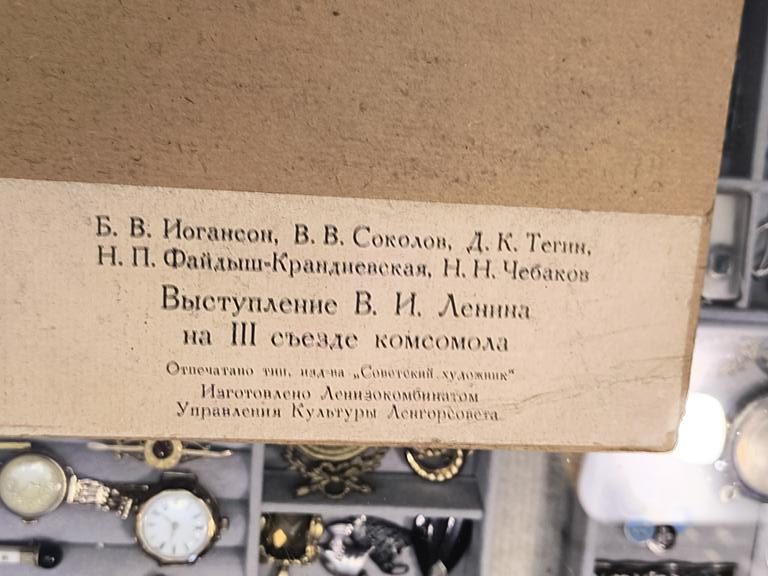 Б. В. Иогансон, В. В. Соколов, Д. К. Тегин,
Н. П. Файдыш-Крандиевская, Н. Н. Чебаков
Выступление В. И. Ленина
на III съезде комсомола
Отпечатано тип. изд-ва „Советский художник“
Изготовлено Ленизокомбинатом
Управления Культуры Ленгорсовета